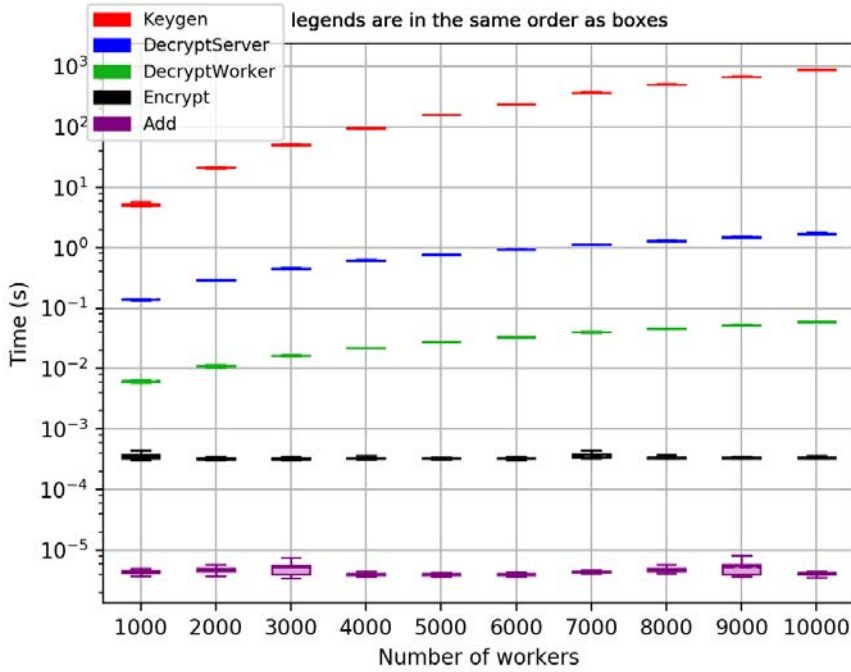 legends are in the same order as boxes
Keygen
DecryptServer
DecryptWorker
Encrypt
Add
10³
10²
10¹
10⁰
10⁻¹
10⁻²
10⁻³
10⁻⁴
10⁻⁵
Time (s)
1000 2000 3000 4000 5000 6000 7000 8000 9000 10000
Number of workers